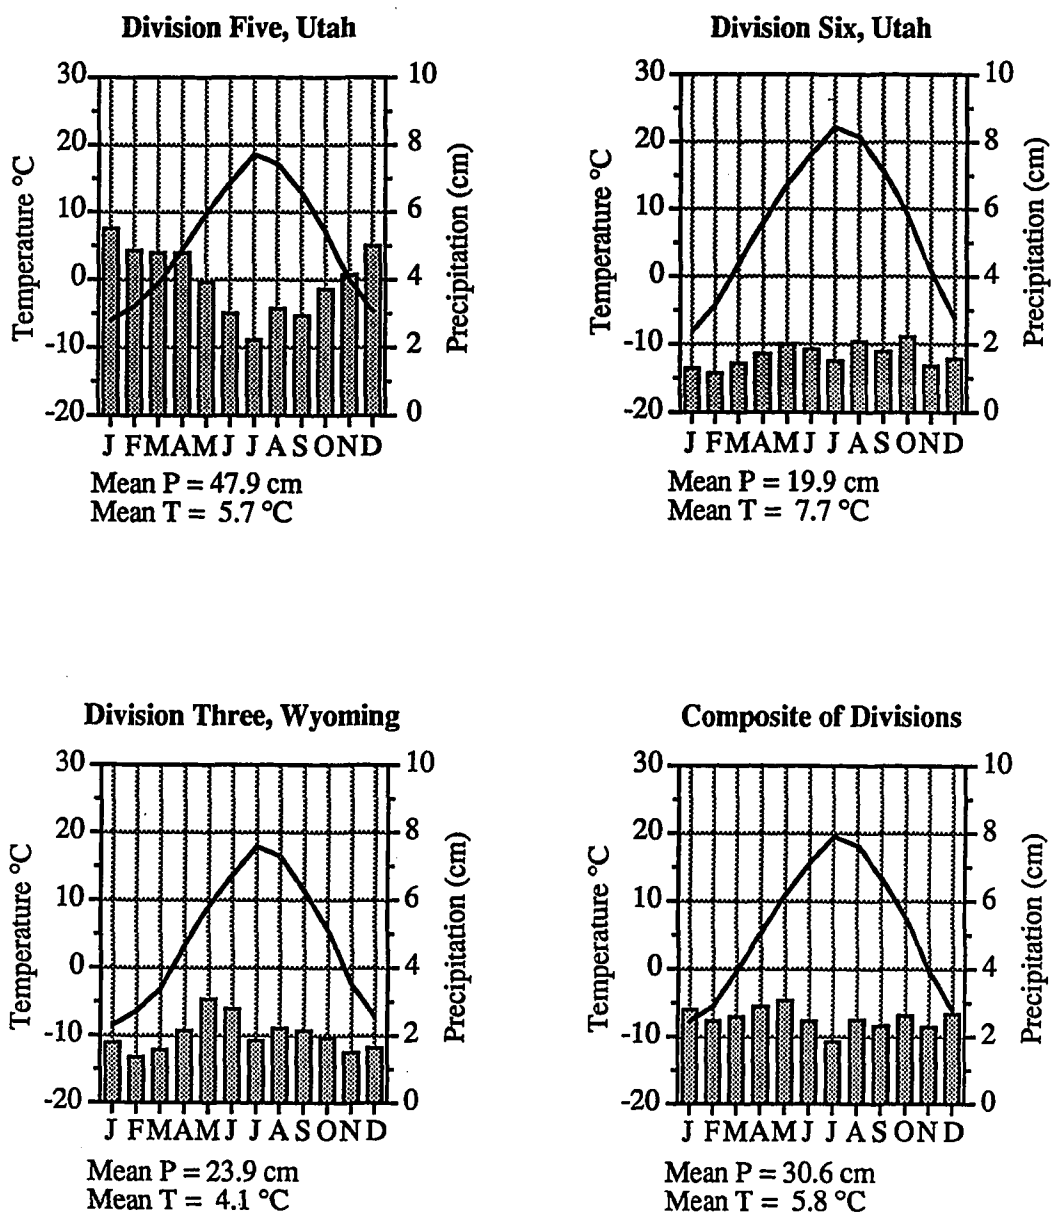 Division Five, Utah
30
20
10
0
-10
-20
Temperature °C
10
8
6
4
2
0
Precipitation (cm)
J F M A M J J A S O N D
Mean P = 47.9 cm
Mean T = 5.7 °C
Division Six, Utah
30
20
10
0
-10
-20
Temperature °C
10
8
6
4
2
0
Precipitation (cm)
J F M A M J J A S O N D
Mean P = 19.9 cm
Mean T = 7.7 °C
Division Three, Wyoming
30
20
10
0
-10
-20
Temperature °C
10
8
6
4
2
0
Precipitation (cm)
J F M A M J J A S O N D
Mean P = 23.9 cm
Mean T = 4.1 °C
Composite of Divisions
30
20
10
0
-10
-20
Temperature °C
10
8
6
4
2
0
Precipitation (cm)
J F M A M J J A S O N D
Mean P = 30.6 cm
Mean T = 5.8 °C